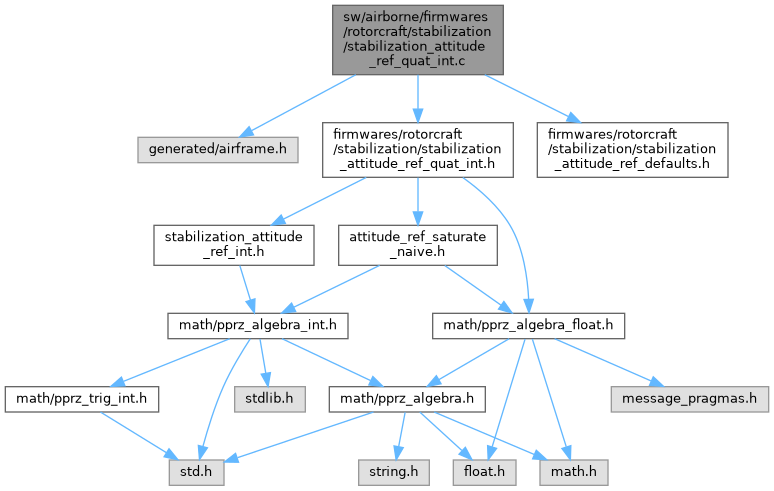 sw/airborne/firmwares
/rotorcraft/stabilization
/stabilization_attitude
_ref_quat_int.c
generated/airframe.h
firmwares/rotorcraft
/stabilization/stabilization
_attitude_ref_quat_int.h
firmwares/rotorcraft
/stabilization/stabilization
_attitude_ref_defaults.h
stabilization_attitude
_ref_int.h
attitude_ref_saturate
_naive.h
math/pprz_algebra_int.h
math/pprz_algebra_float.h
math/pprz_trig_int.h
stdlib.h
math/pprz_algebra.h
message_pragmas.h
std.h
string.h
float.h
math.h